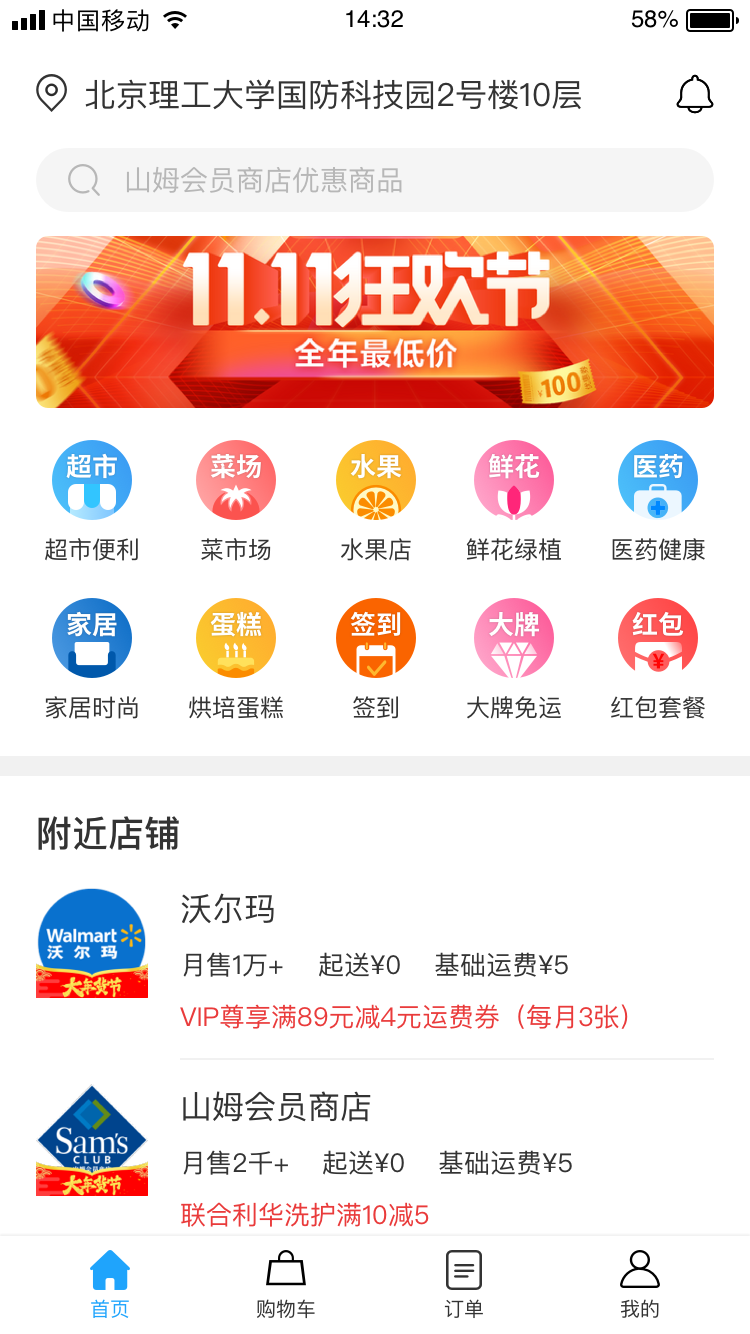 中国移动 14:32 58%
北京理工大学国防科技园2号楼10层
山姆会员商店优惠商品
11.11狂欢节
全年最低价
¥100 优惠券
超市 菜场 水果 鲜花 医药
超市便利 菜市场 水果店 鲜花绿植 医药健康
家居 蛋糕 签到 大牌 红包
¥
家居时尚 烘培蛋糕 签到 大牌免运 红包套餐
附近店铺
Walmart
沃尔玛
大年货节
沃尔玛
月售1万+ 起送¥0 基础运费¥5
VIP尊享满89元减4元运费券（每月3张）
Sam's
CLUB
大年货节
山姆会员商店
月售2千+ 起送¥0 基础运费¥5
联合利华洗护满10减5
首页 购物车 订单 我的